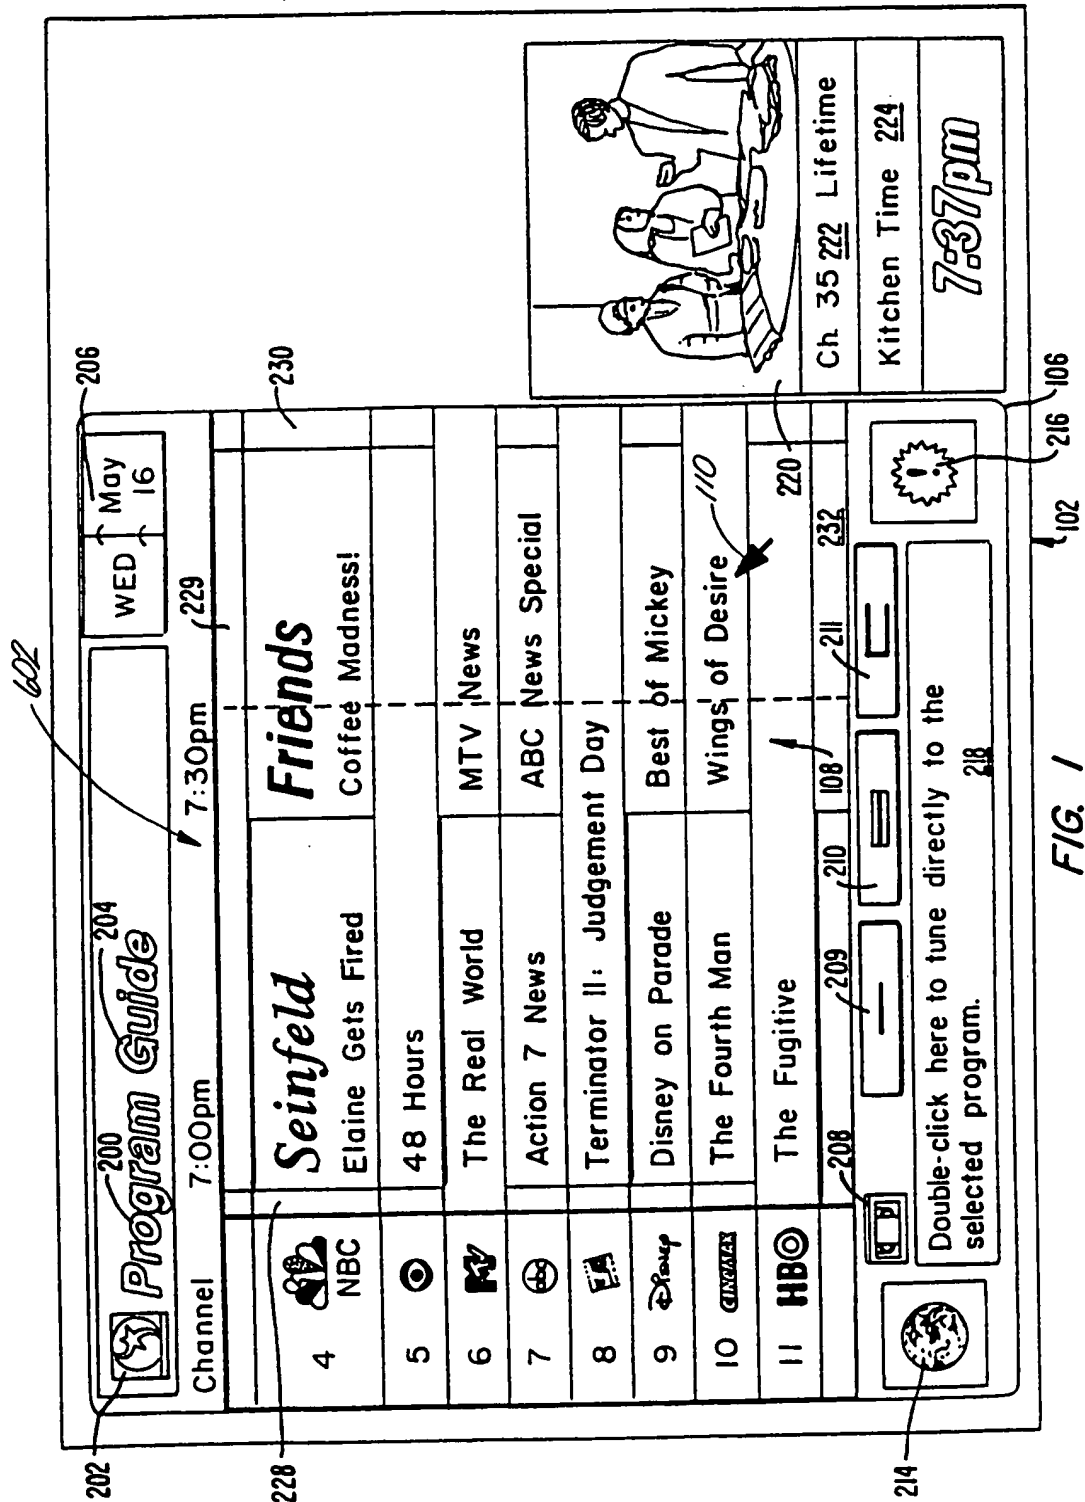 602
202
200
204
206
Program Guide
WED
May
16
229
Channel
7:00pm
7:30pm
228
230
4
NBC
Seinfeld
Elaine Gets Fired
Friends
Coffee Madness!
5
48 Hours
6
MTV
The Real World
MTV News
7
abc
Action 7 News
ABC News Special
8
Terminator II: Judgement Day
9
Disney
Disney on Parade
Best of Mickey
10
CINEMAX
The Fourth Man
Wings of Desire
110
11
HBO
The Fugitive
220
208
209
210
108
211
232
Double-click here to tune directly to the
selected program.
218
214
216
106
102
Ch. 35 222 Lifetime
Kitchen Time 224
7:37pm
FIG. 1